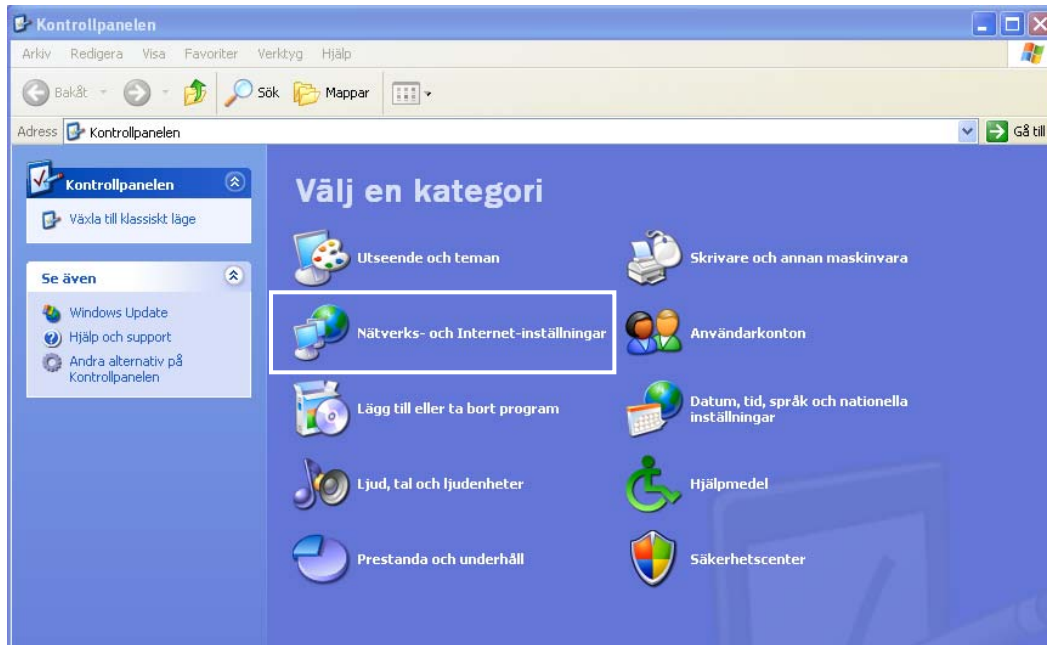 Kontrollpanelen
Arkiv Redigera Visa Favoriter Verktyg Hjälp
Bakåt Sök Mappar
Adress Kontrollpanelen Gå till
Kontrollpanelen
Växla till klassiskt läge
Se även
Windows Update
Hjälp och support
Andra alternativ på
Kontrollpanelen
Välj en kategori
Utseende och teman
Skrivare och annan maskinvara
Nätverks- och Internet-inställningar
Användarkonton
Lägg till eller ta bort program
Datum, tid, språk och nationella
inställningar
Ljud, tal och ljudenheter
Hjälpmedel
Prestanda och underhåll
Säkerhetscenter